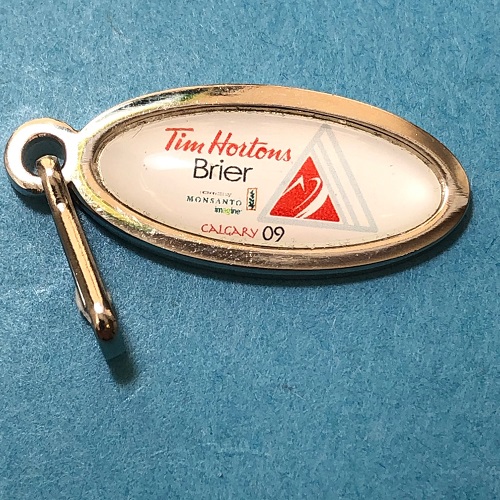 Tim Hortons
Brier
MONSANTO
imagine
CALGARY 09